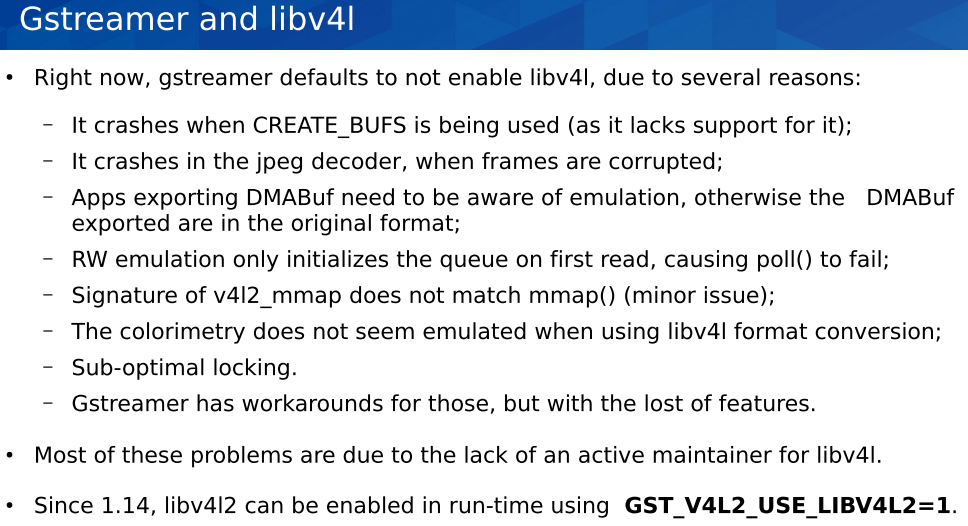 Gstreamer and libv4l
• Right now, gstreamer defaults to not enable libv4l, due to several reasons:
– It crashes when CREATE_BUFS is being used (as it lacks support for it);
– It crashes in the jpeg decoder, when frames are corrupted;
– Apps exporting DMABuf need to be aware of emulation, otherwise the DMABuf
exported are in the original format;
– RW emulation only initializes the queue on first read, causing poll() to fail;
– Signature of v4l2_mmap does not match mmap() (minor issue);
– The colorimetry does not seem emulated when using libv4l format conversion;
– Sub-optimal locking.
– Gstreamer has workarounds for those, but with the lost of features.
• Most of these problems are due to the lack of an active maintainer for libv4l.
• Since 1.14, libv4l2 can be enabled in run-time using GST_V4L2_USE_LIBV4L2=1.